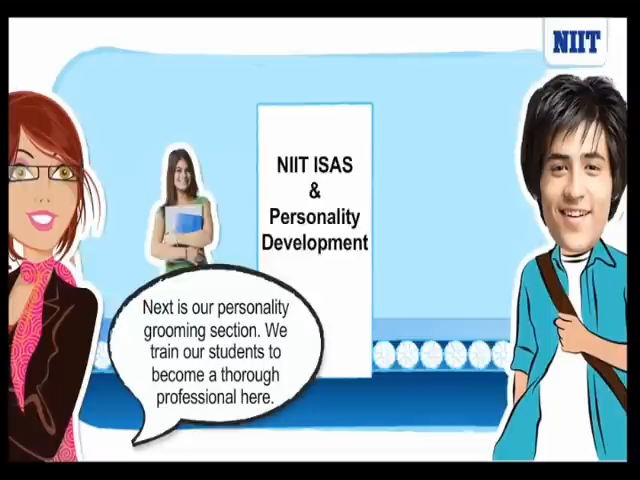 NIIT
NIIT ISAS
&
Personality
Development
Next is our personality
grooming section. We
train our students to
become a thorough
professional here.